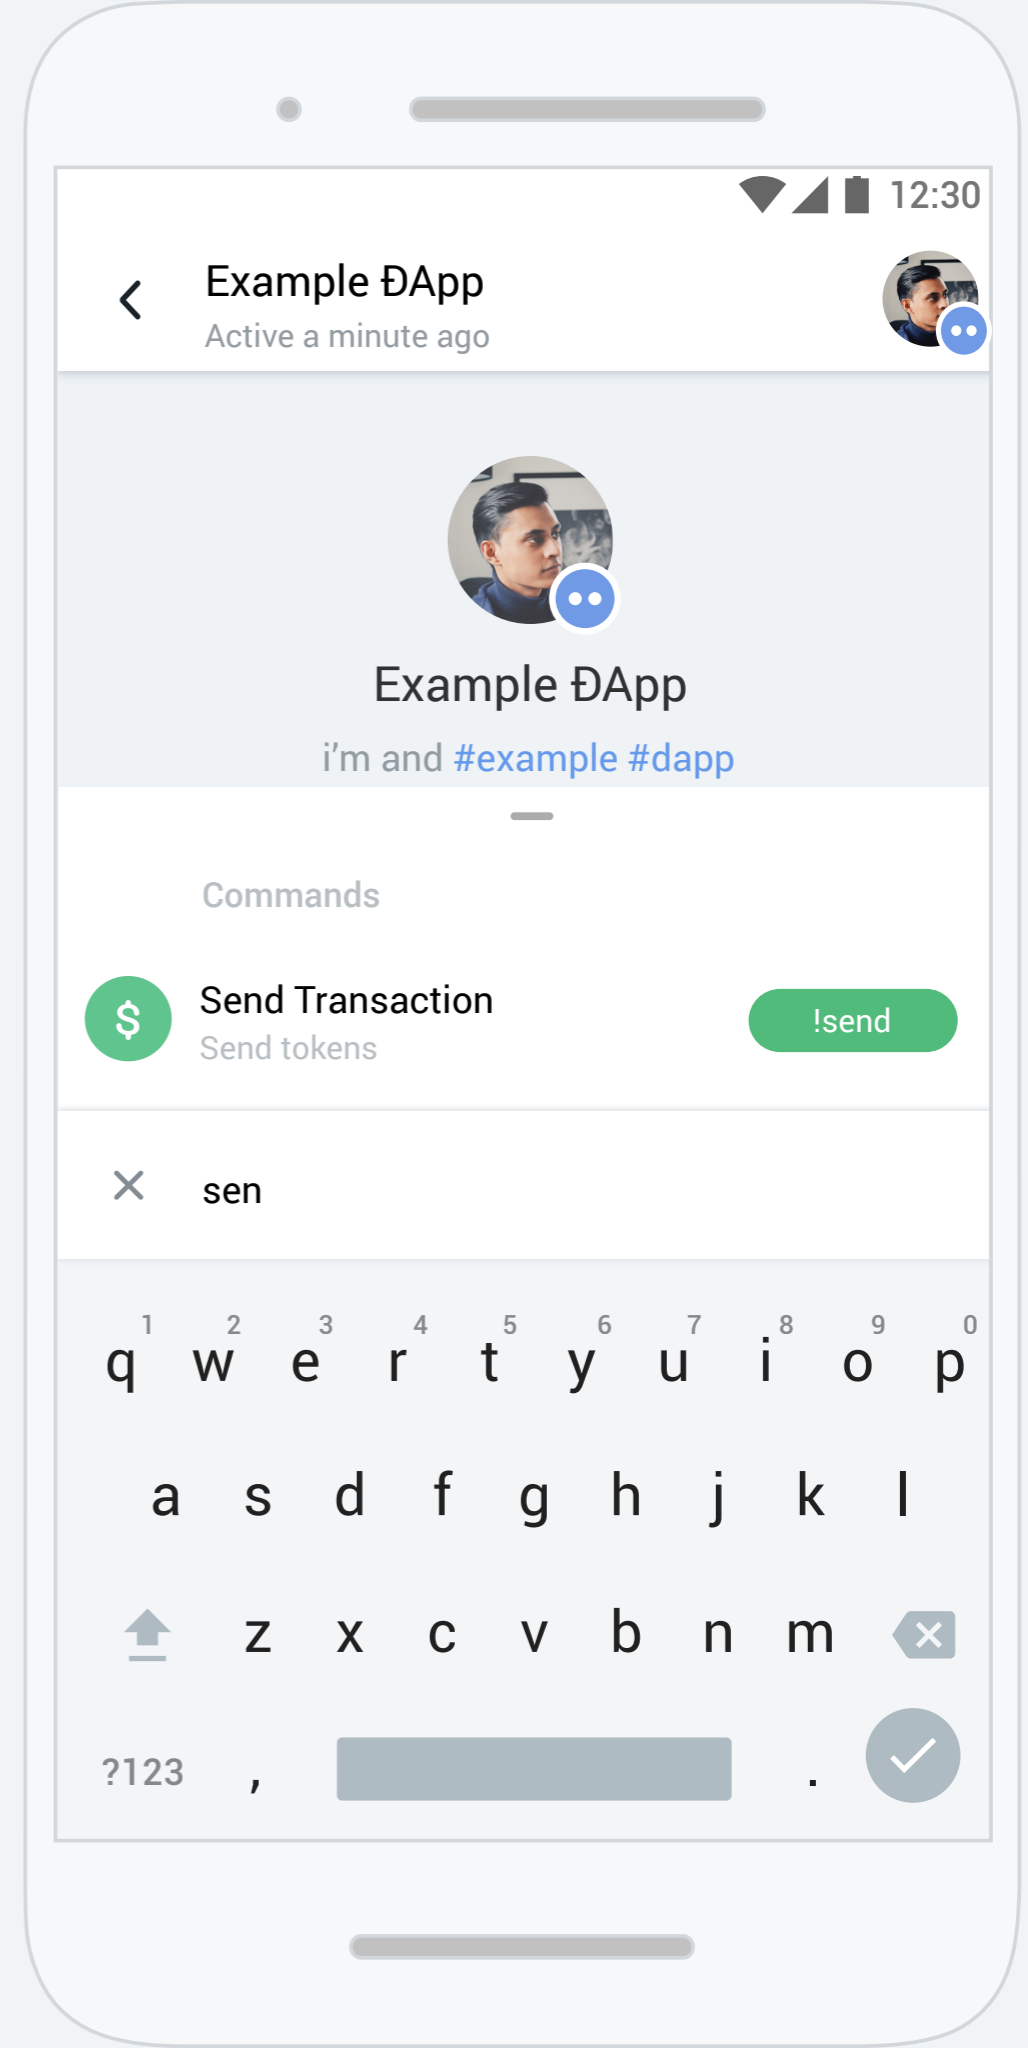 12:30
Example ĐApp
Active a minute ago
Example ĐApp
i’m and #example #dapp
Commands
$
Send Transaction
!send
Send tokens
sen
1 2 3 4 5 6 7 8 9 0
q w e r t y u i o p
a s d f g h j k l
z x c v b n m
?123 , .